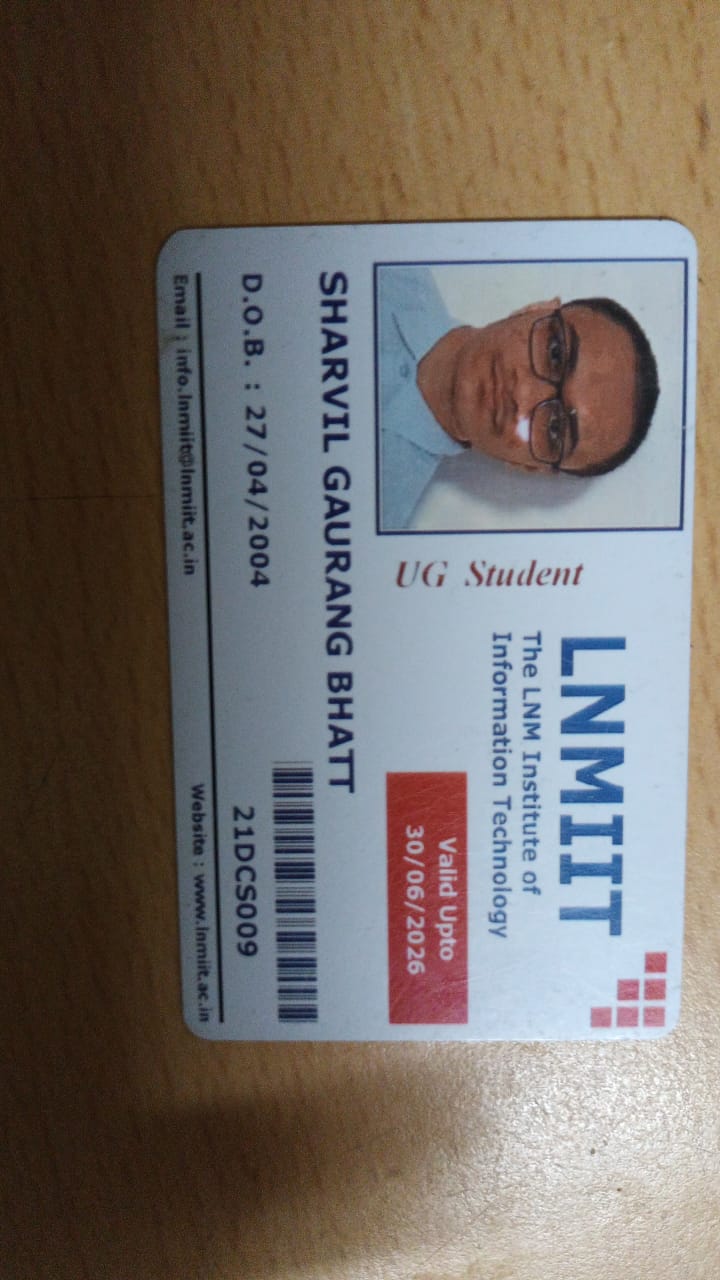 LNMIIT
The LNM Institute of
Information Technology
UG Student
Valid Upto
30/06/2026
SHARVIL GAURANG BHATT
D.O.B. : 27/04/2004
21DCS009
Email : info.lnmiit@lnmiit.ac.in
Website : www.lnmiit.ac.in